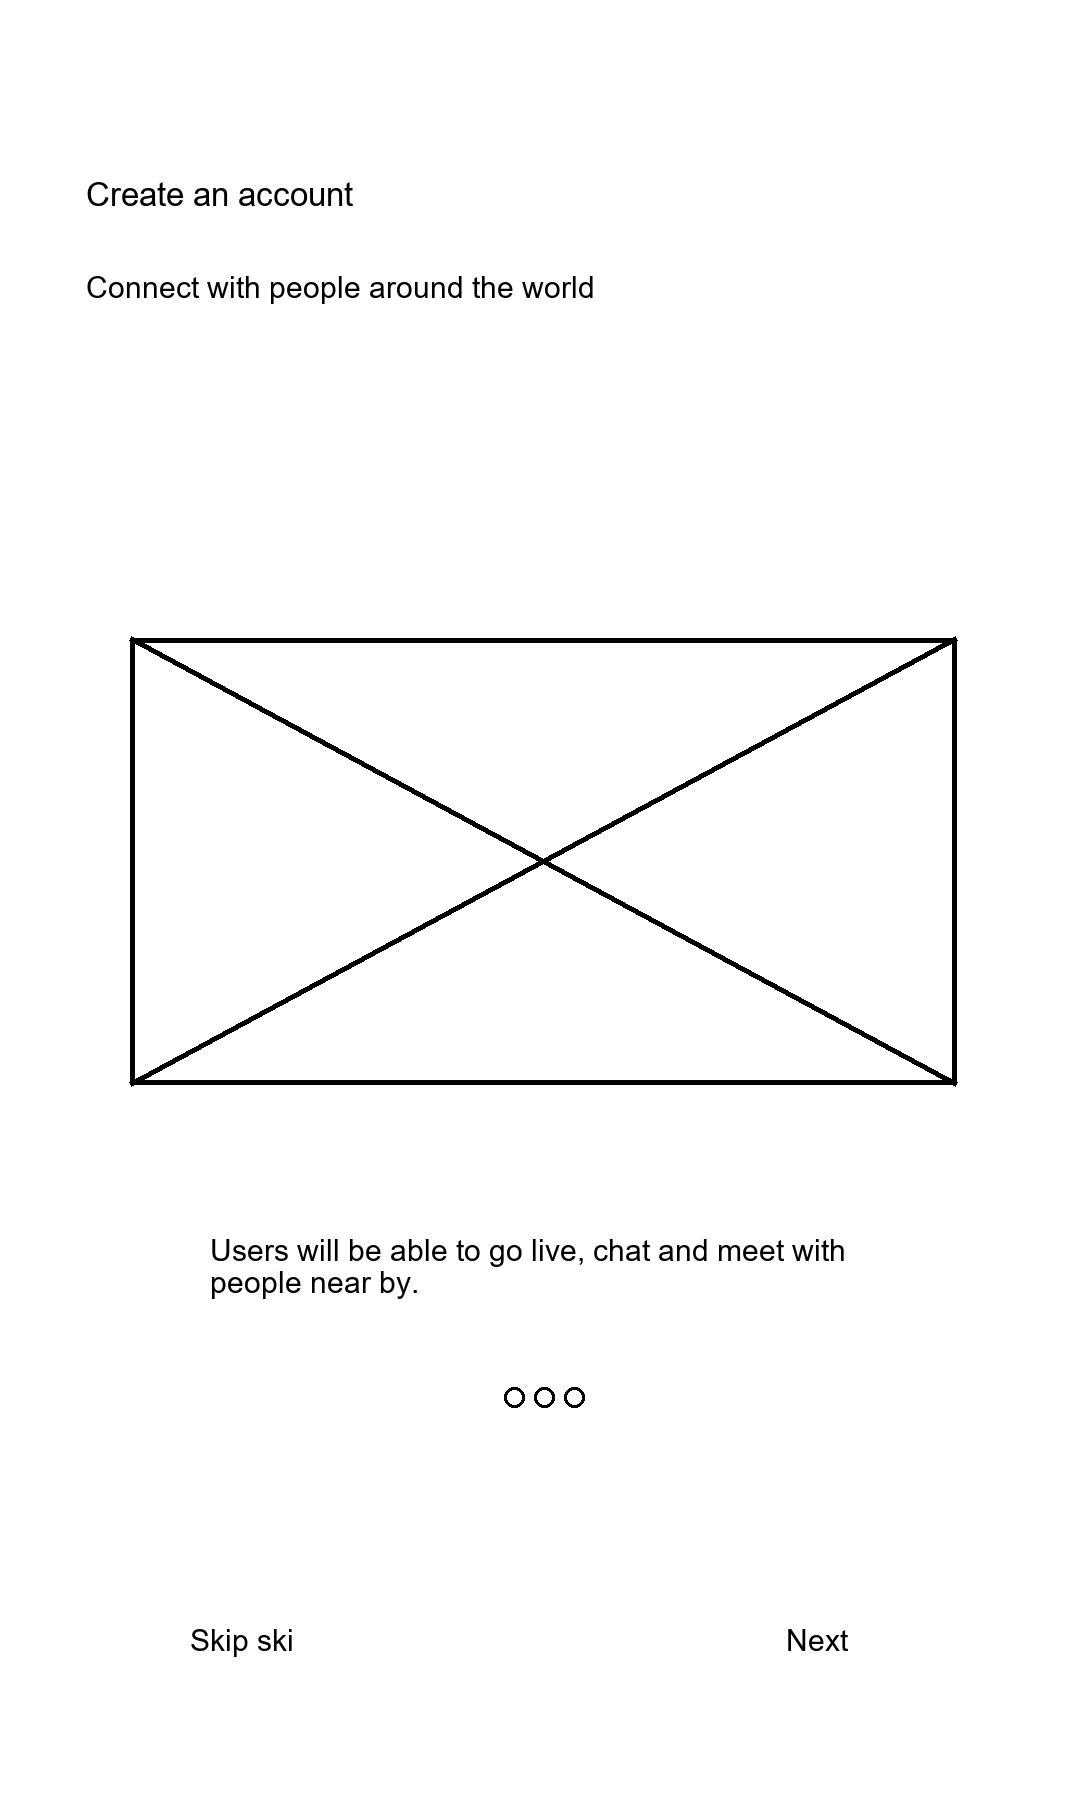 Create an account
Connect with people around the world
Users will be able to go live, chat and meet with
people near by.
Skip ski
Next